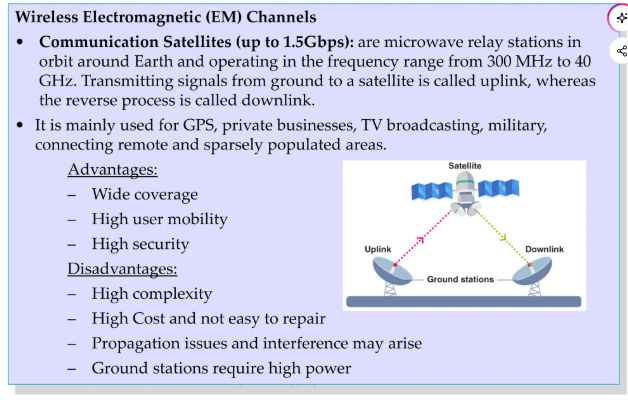 Wireless Electromagnetic (EM) Channels
• Communication Satellites (up to 1.5Gbps): are microwave relay stations in
orbit around Earth and operating in the frequency range from 300 MHz to 40
GHz. Transmitting signals from ground to a satellite is called uplink, whereas
the reverse process is called downlink.
• It is mainly used for GPS, private businesses, TV broadcasting, military,
connecting remote and sparsely populated areas.
Advantages:
– Wide coverage
– High user mobility
– High security
Disadvantages:
– High complexity
– High Cost and not easy to repair
– Propagation issues and interference may arise
– Ground stations require high power
Satellite
Uplink
Downlink
Ground stations